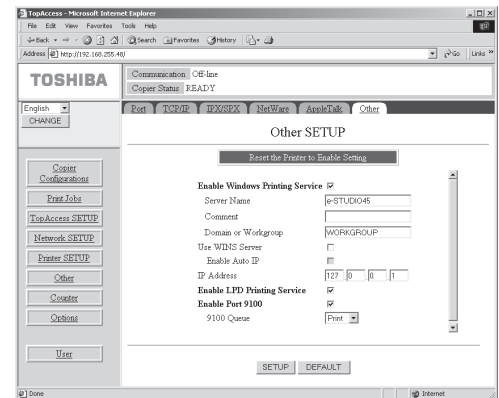 TopAccess - Microsoft Internet Explorer
File Edit View Favorites Tools Help
Back Search Favorites History
Address http://192.168.255.48/ Go Links »
TOSHIBA
Communication Off-line
Copier Status READY
English
CHANGE
Port TCP/IP IPX/SPX NetWare AppleTalk Other
Other SETUP
Reset the Printer to Enable Setting
Copier
Configurations
Print Jobs
TopAccess SETUP
Network SETUP
Printer SETUP
Other
Counter
Options
User
Enable Windows Printing Service
Server Name e-STUDIO45
Comment
Domain or Workgroup WORKGROUP
Use WINS Server
Enable Auto IP
IP Address 127 .0 .0 .1
Enable LPD Printing Service
Enable Port 9100
9100 Queue Print
SETUP DEFAULT
Done Internet